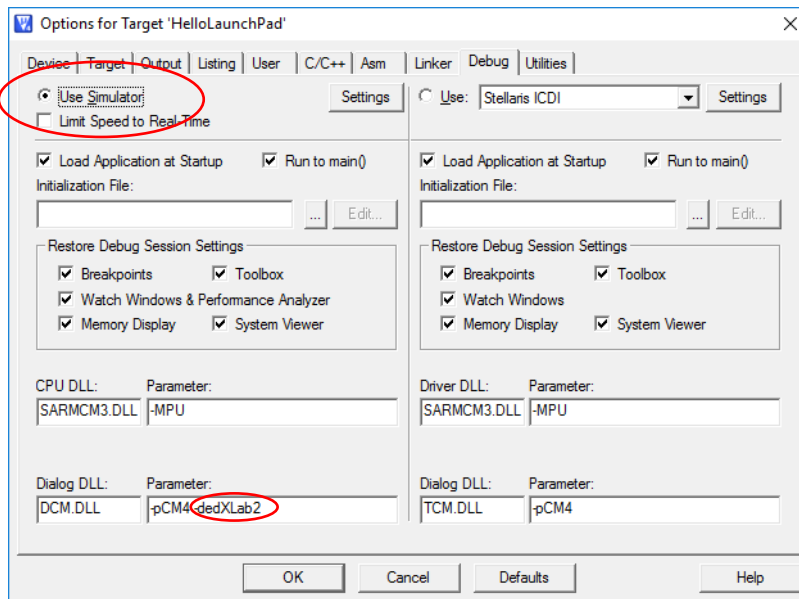 Options for Target 'HelloLaunchPad'
Device Target Output Listing User C/C++ Asm Linker Debug Utilities
Use Simulator Settings Use: Stellaris ICDI Settings
Limit Speed to Real-Time
Load Application at Startup Run to main() Load Application at Startup Run to main()
Initialization File: Initialization File:
... Edit... ... Edit...
Restore Debug Session Settings Restore Debug Session Settings
Breakpoints Toolbox Breakpoints Toolbox
Watch Windows & Performance Analyzer Watch Windows
Memory Display System Viewer Memory Display System Viewer
CPU DLL: Parameter: Driver DLL: Parameter:
SARMCM3.DLL -MPU SARMCM3.DLL -MPU
Dialog DLL: Parameter: Dialog DLL: Parameter:
DCM.DLL -pCM4 -dedXLab2 TCM.DLL -pCM4
OK Cancel Defaults Help